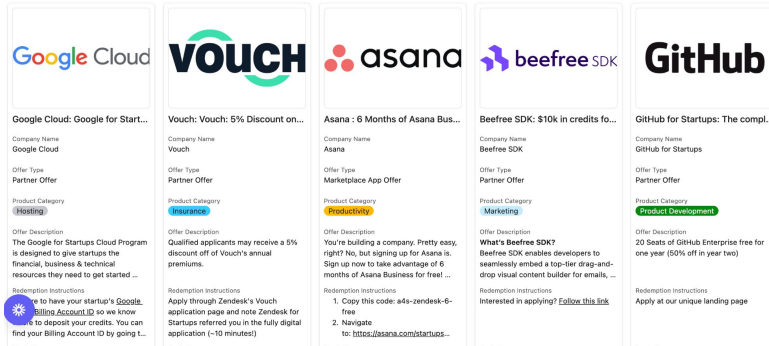 Google Cloud
Google Cloud: Google for Start...
Company Name
Google Cloud
Offer Type
Partner Offer
Product Category
Hosting
Offer Description
The Google for Startups Cloud Program
is designed to give startups the
financial, business & technical
resources they need to get started ...
Redemption Instructions
re to have your startup's Google
Billing Account ID so we know
to deposit your credits. You can
find your Billing Account ID by going t...
VOUCH
Vouch: Vouch: 5% Discount on...
Company Name
Vouch
Offer Type
Partner Offer
Product Category
Insurance
Offer Description
Qualified applicants may receive a 5%
discount off of Vouch's annual
premiums.
Redemption Instructions
Apply through Zendesk's Vouch
application page and note Zendesk for
Startups referred you in the fully digital
application (~10 minutes!)
asana
Asana : 6 Months of Asana Bus...
Company Name
Asana
Offer Type
Marketplace App Offer
Product Category
Productivity
Offer Description
You're building a company. Pretty easy,
right? No, but signing up for Asana is.
Sign up now to take advantage of 6
months of Asana Business for free! ...
Redemption Instructions
1. Copy this code: a4s-zendesk-6-
free
2. Navigate
to: https://asana.com/startups...
beefree SDK
Beefree SDK: $10k in credits fo...
Company Name
Beefree SDK
Offer Type
Partner Offer
Product Category
Marketing
Offer Description
What's Beefree SDK?
Beefree SDK enables developers to
seamlessly embed a top-tier drag-and-
drop visual content builder for emails, ...
Redemption Instructions
Interested in applying? Follow this link
GitHub
GitHub for Startups: The compl.
Company Name
GitHub for Startups
Offer Type
Partner Offer
Product Category
Product Development
Offer Description
20 Seats of GitHub Enterprise free for
one year (50% off in year two)
Redemption Instructions
Apply at our unique landing page